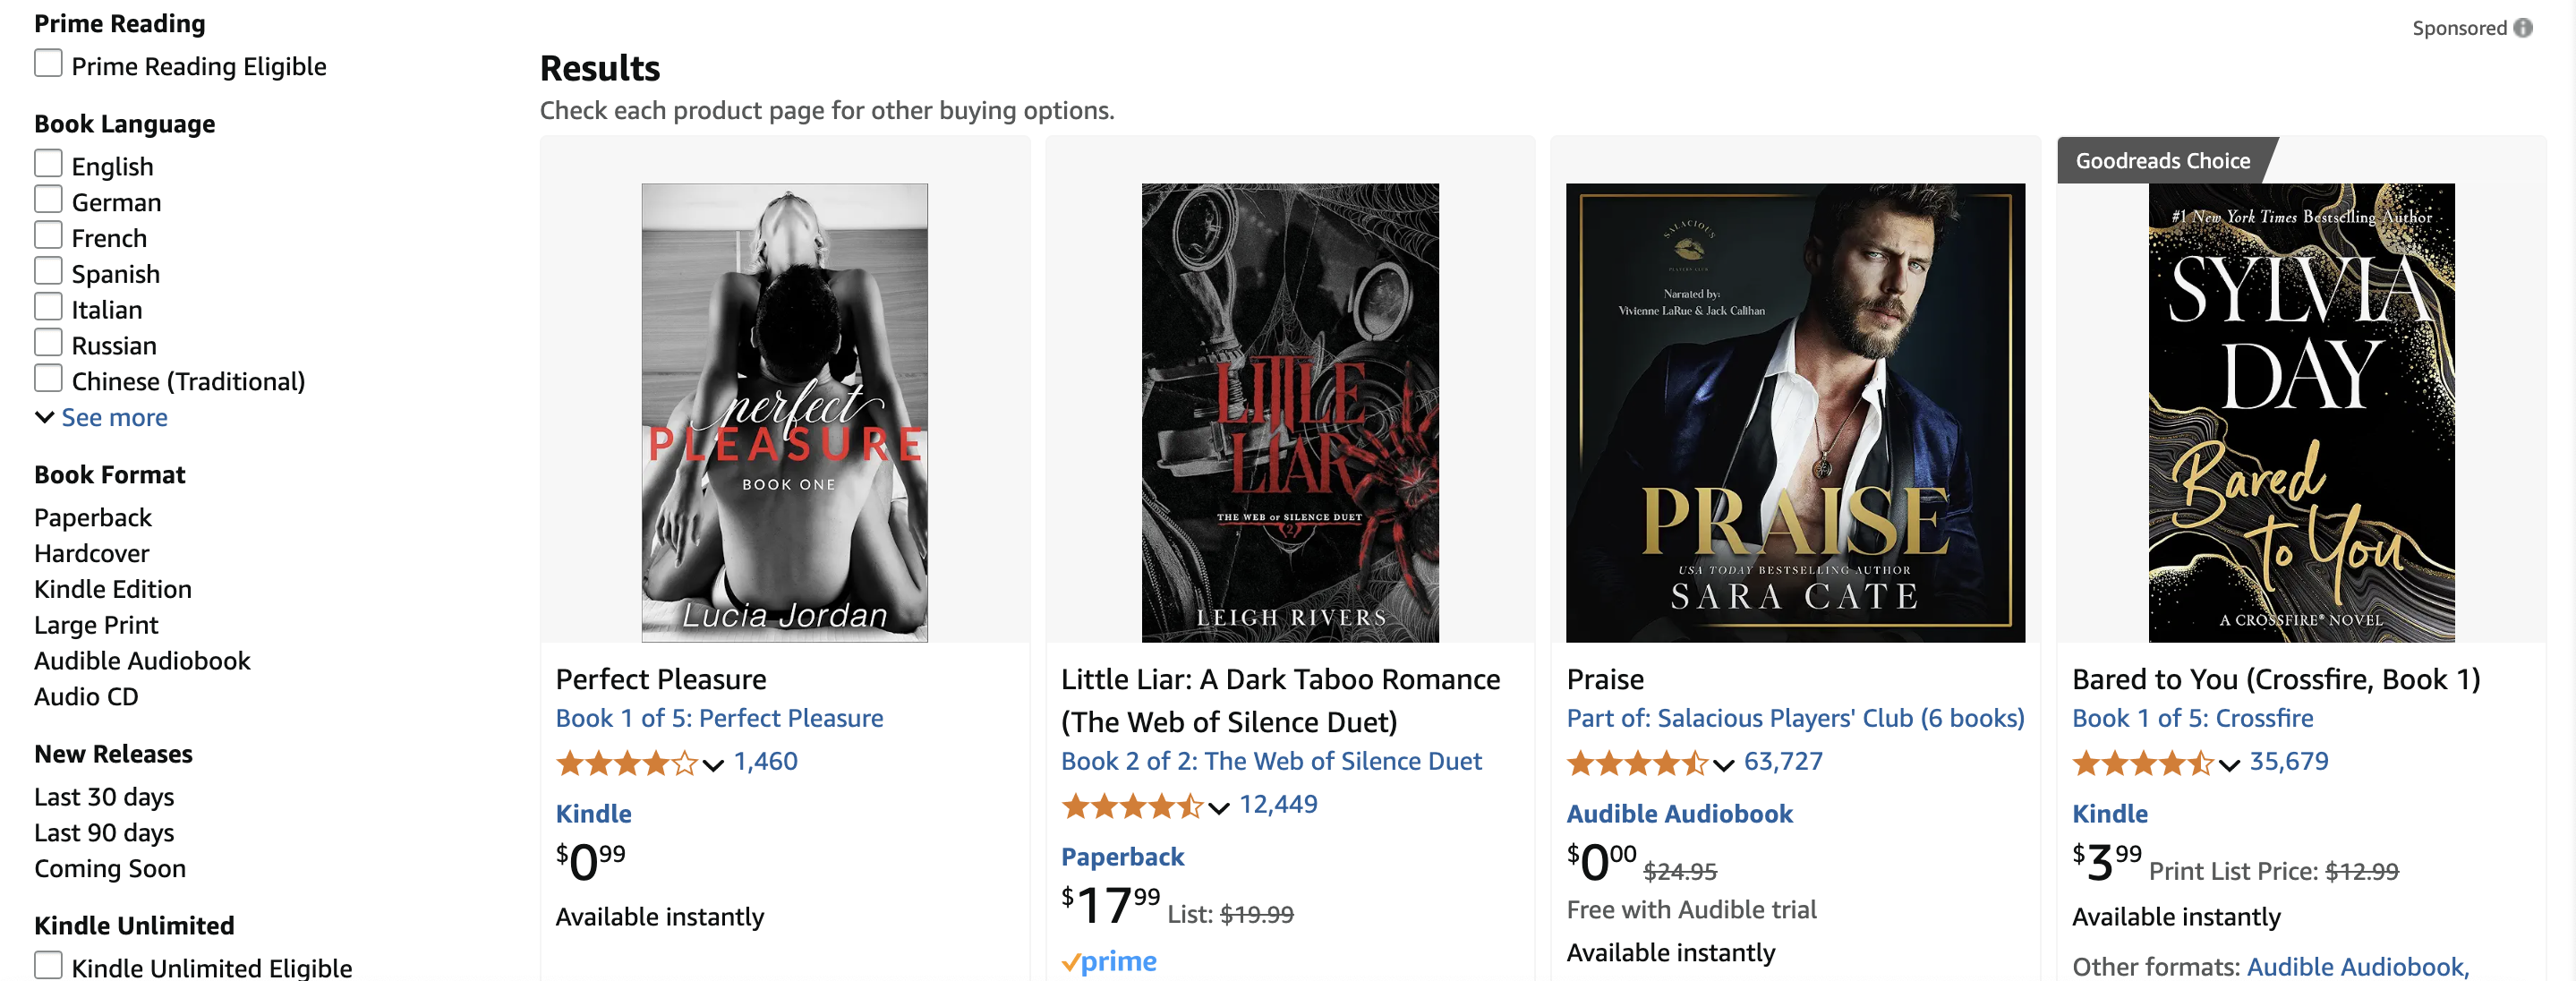 Prime Reading
Prime Reading Eligible
Book Language
English
German
French
Spanish
Italian
Russian
Chinese (Traditional)
See more
Book Format
Paperback
Hardcover
Kindle Edition
Large Print
Audible Audiobook
Audio CD
New Releases
Last 30 days
Last 90 days
Coming Soon
Kindle Unlimited
Kindle Unlimited Eligible
Sponsored
Results
Check each product page for other buying options.
perfect
PLEASURE
BOOK ONE
Lucia Jordan
Perfect Pleasure
Book 1 of 5: Perfect Pleasure
1,460
Kindle
$0.99
Available instantly
LITTLE
LIAR
THE WEB OF SILENCE DUET
2
LEIGH RIVERS
Little Liar: A Dark Taboo Romance
(The Web of Silence Duet)
Book 2 of 2: The Web of Silence Duet
12,449
Paperback
$17.99 List: $19.99
prime
SALACIOUS
PLAYERS CLUB
Narrated by:
Vivienne LaRue & Jack Calihan
PRAISE
USA TODAY BESTSELLING AUTHOR
SARA CATE
Praise
Part of: Salacious Players' Club (6 books)
63,727
Audible Audiobook
$0.00 $24.95
Free with Audible trial
Available instantly
Goodreads Choice
#1 New York Times Bestselling Author
SYLVIA
DAY
Bared
to You
A CROSSFIRE® NOVEL
Bared to You (Crossfire, Book 1)
Book 1 of 5: Crossfire
35,679
Kindle
$3.99 Print List Price: $12.99
Available instantly
Other formats: Audible Audiobook,